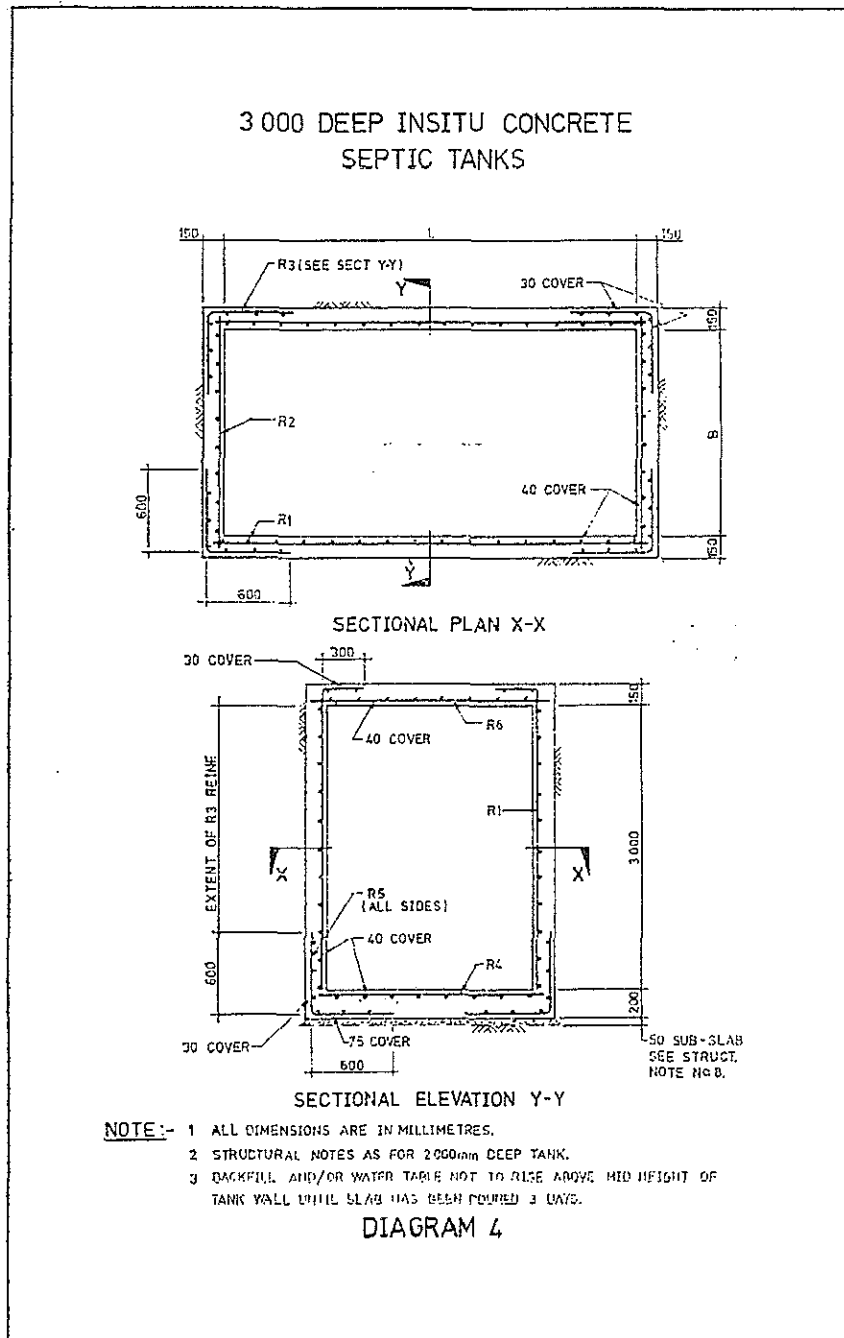 3 000 DEEP INSITU CONCRETE
SEPTIC TANKS
150
L
150
R3 (SEE SECT Y-Y)
Y
30 COVER
150
R2
B
600
40 COVER
R1
150
Y
600
SECTIONAL PLAN X-X
30 COVER
300
150
40 COVER
R6
EXTENT OF R3 REINF
R1
3 000
X
X
R5
(ALL SIDES)
40 COVER
R4
600
200
30 COVER
75 COVER
600
50 SUB-SLAB
SEE STRUCT.
NOTE No 8.
SECTIONAL ELEVATION Y-Y
NOTE:- 1 ALL DIMENSIONS ARE IN MILLIMETRES.
2 STRUCTURAL NOTES AS FOR 2000mm DEEP TANK.
3 BACKFILL AND/OR WATER TABLE NOT TO RISE ABOVE MID HEIGHT OF
TANK WALL UNTIL SLAB HAS BEEN POURED 3 DAYS.
DIAGRAM 4